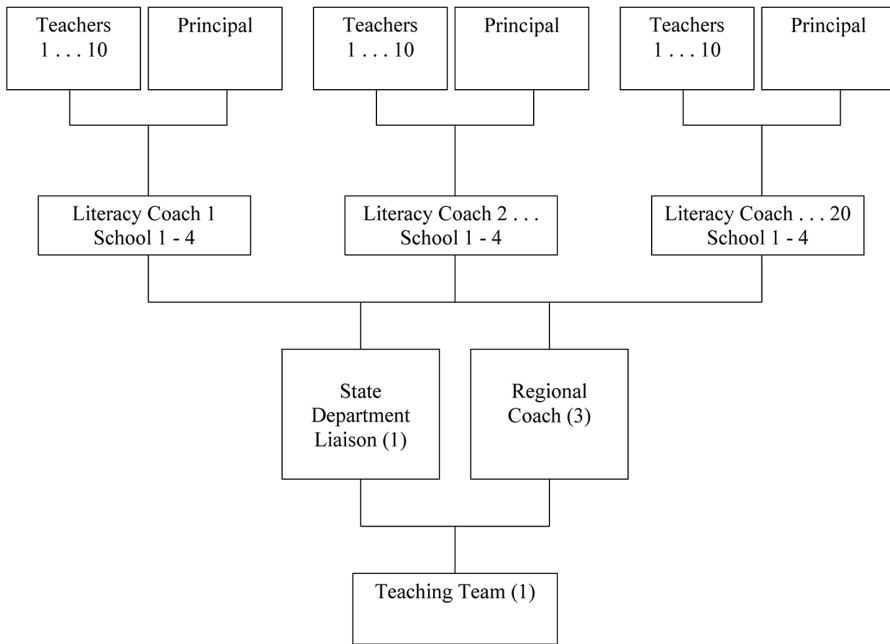 Teachers
1 . . . 10
Principal
Teachers
1 . . . 10
Principal
Teachers
1 . . . 10
Principal
Literacy Coach 1
School 1 - 4
Literacy Coach 2 . . .
School 1 - 4
Literacy Coach . . . 20
School 1 - 4
State
Department
Liaison (1)
Regional
Coach (3)
Teaching Team (1)